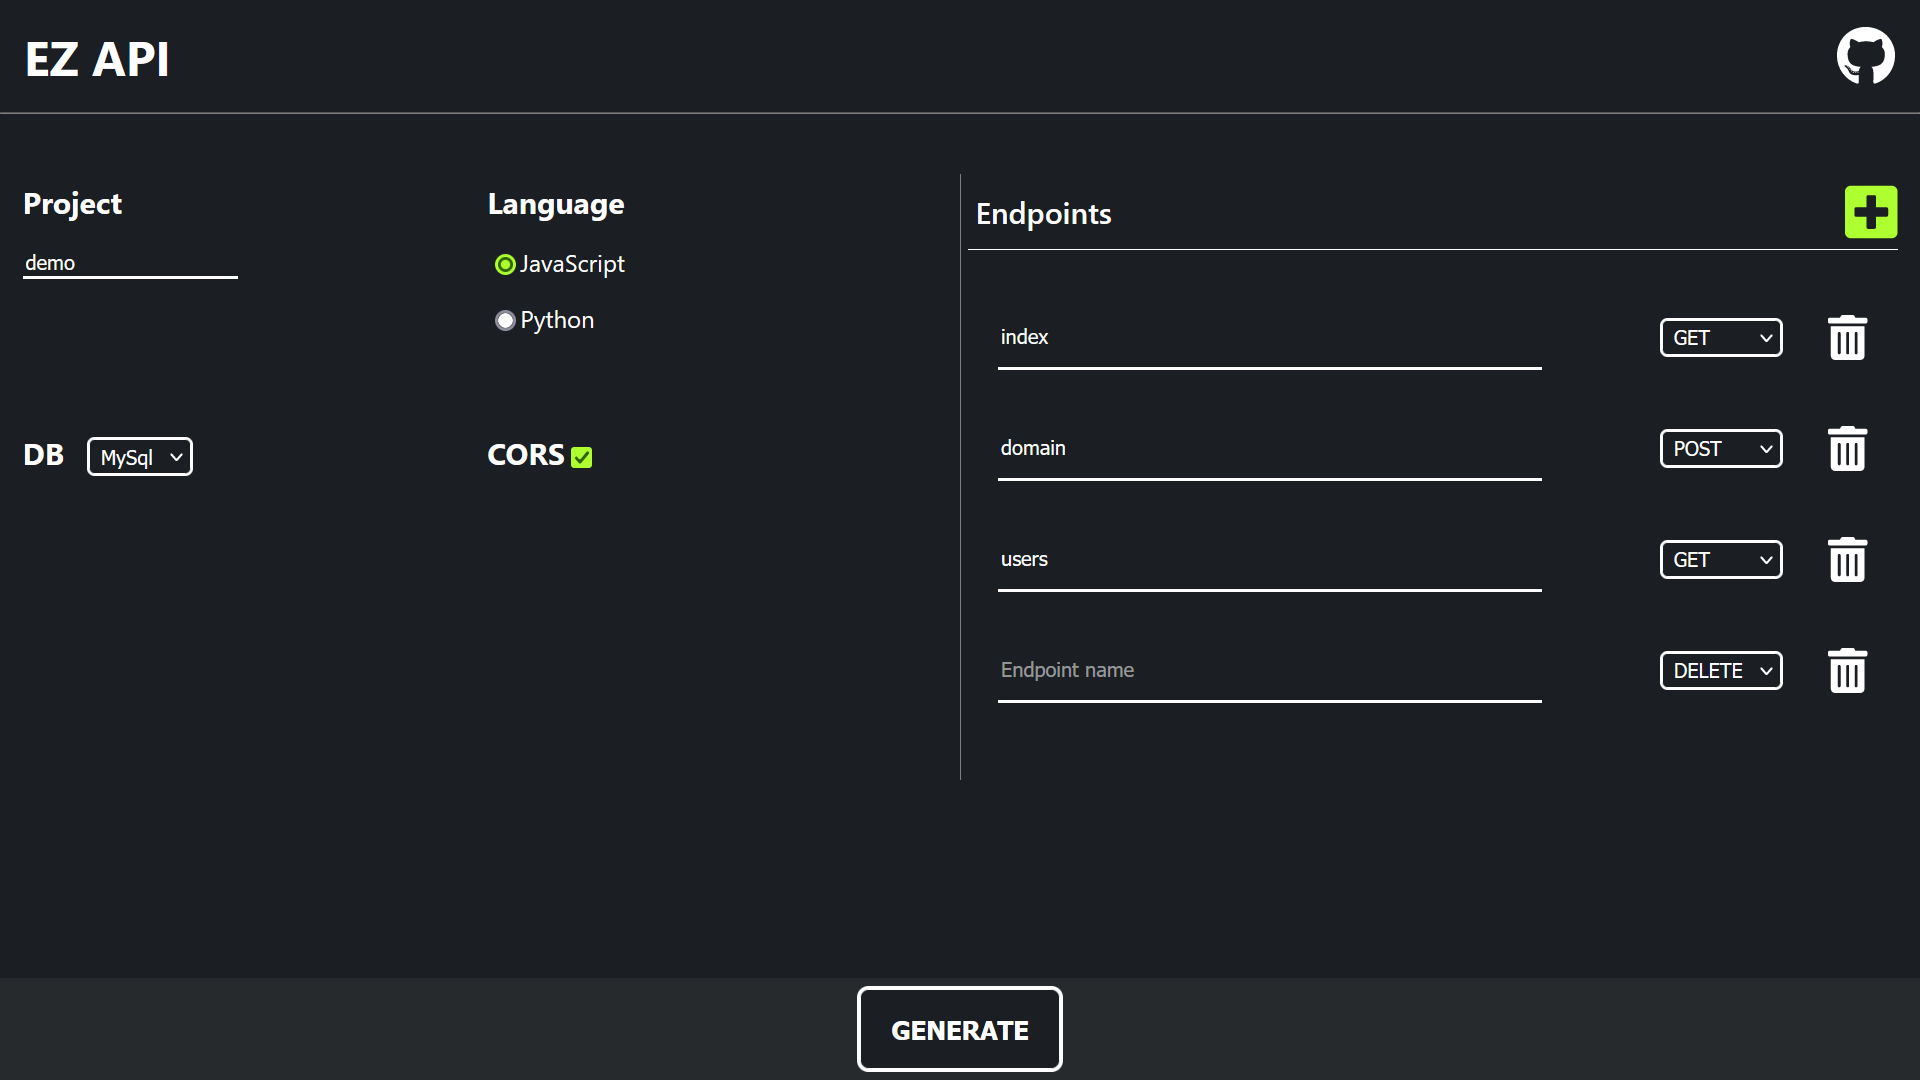 EZ API
Project
demo
Language
JavaScript
Python
DB MySql
CORS
Endpoints
index GET
domain POST
users GET
Endpoint name DELETE
GENERATE